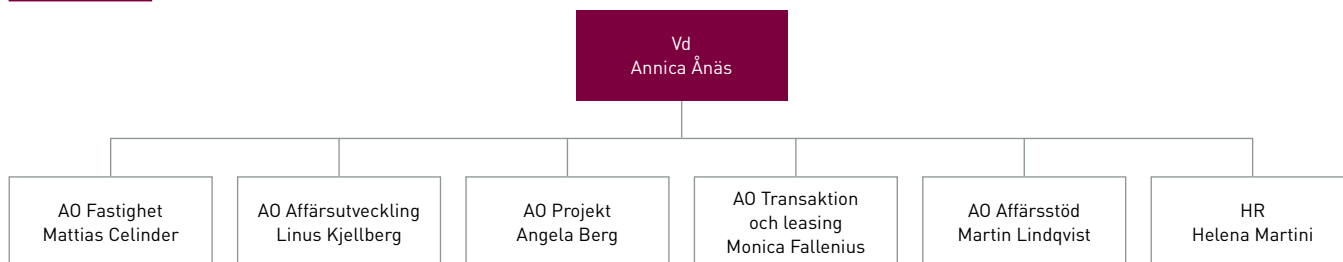 Vd
Annica Ånäs
AO Fastighet
Mattias Celinder
AO Affärsutveckling
Linus Kjellberg
AO Projekt
Angela Berg
AO Transaktion
och leasing
Monica Fallenius
AO Affärsstöd
Martin Lindqvist
HR
Helena Martini